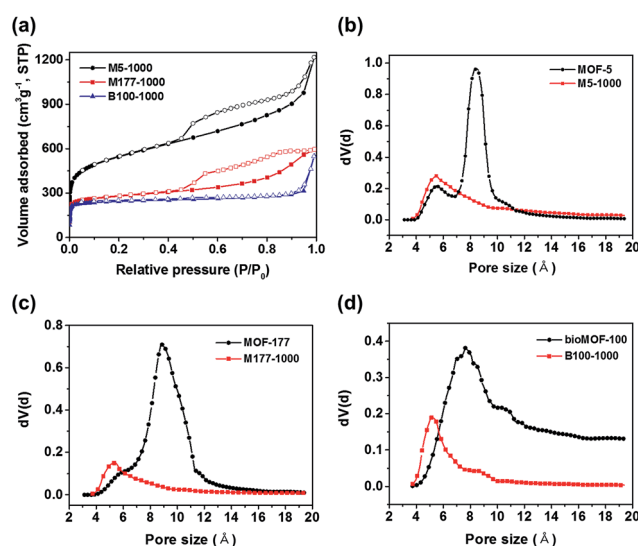 (a)
M5-1000
M177-1000
B100-1000
Volume adsorbed (cm³g⁻¹, STP)
1200
900
600
300
0
0.0 0.2 0.4 0.6 0.8 1.0
Relative pressure (P/P₀)
(b)
MOF-5
M5-1000
dV(d)
1.0
0.8
0.6
0.4
0.2
0.0
2 4 6 8 10 12 14 16 18 20
Pore size (Å)
(c)
MOF-177
M177-1000
dV(d)
0.8
0.6
0.4
0.2
0.0
2 4 6 8 10 12 14 16 18 20
Pore size (Å)
(d)
bioMOF-100
B100-1000
dV(d)
0.4
0.3
0.2
0.1
0.0
2 4 6 8 10 12 14 16 18 20
Pore size (Å)